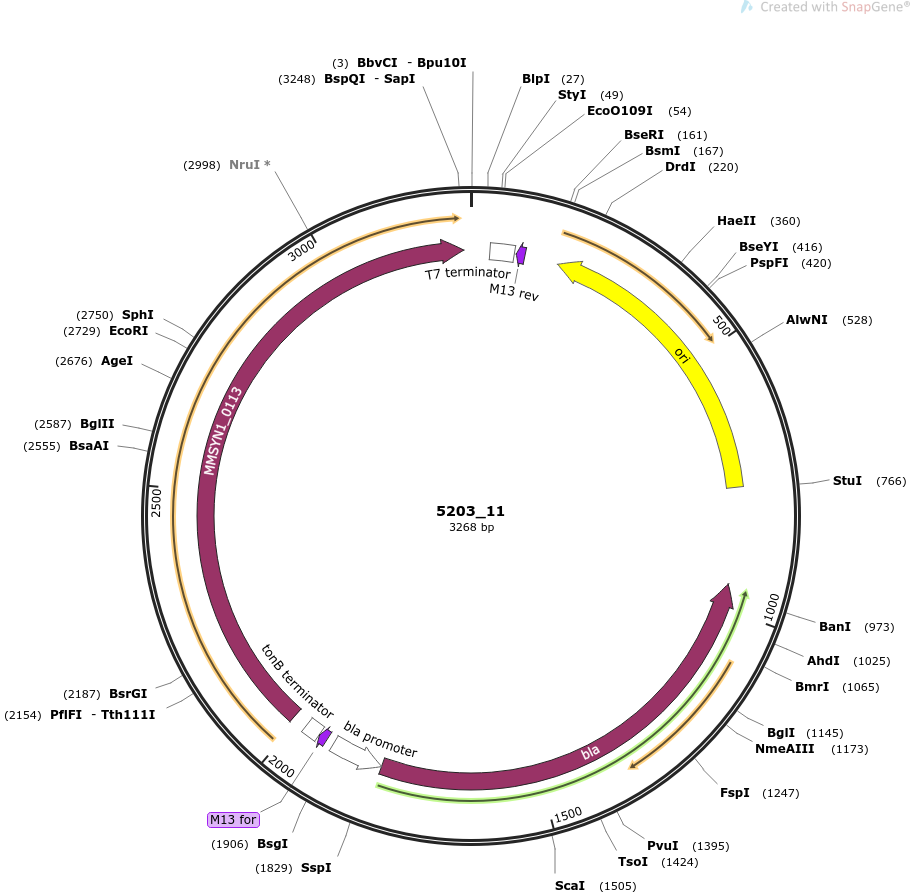 Created with SnapGene®
(3) BbvCI - Bpu10I
(3248) BspQI - SapI
BlpI (27)
StyI (49)
EcoO109I (54)
BseRI (161)
BsmI (167)
DrdI (220)
(2998) NruI *
HaeII (360)
BseYI (416)
PspFI (420)
3000
T7 terminator
M13 rev
(2750) SphI
(2729) EcoRI
500
AlwNI (528)
ori
(2676) AgeI
MMSYN1_0113
(2587) BglII
(2555) BsaAI
StuI (766)
2500
5203_11
3268 bp
1000
BanI (973)
AhdI (1025)
BmrI (1065)
tonB terminator
(2187) BsrGI
(2154) PflFI - Tth111I
bla promoter
bla
BglI (1145)
NmeAIII (1173)
2000
FspI (1247)
M13 for
1500
(1906) BsgI
PvuI (1395)
TsoI (1424)
(1829) SspI
ScaI (1505)